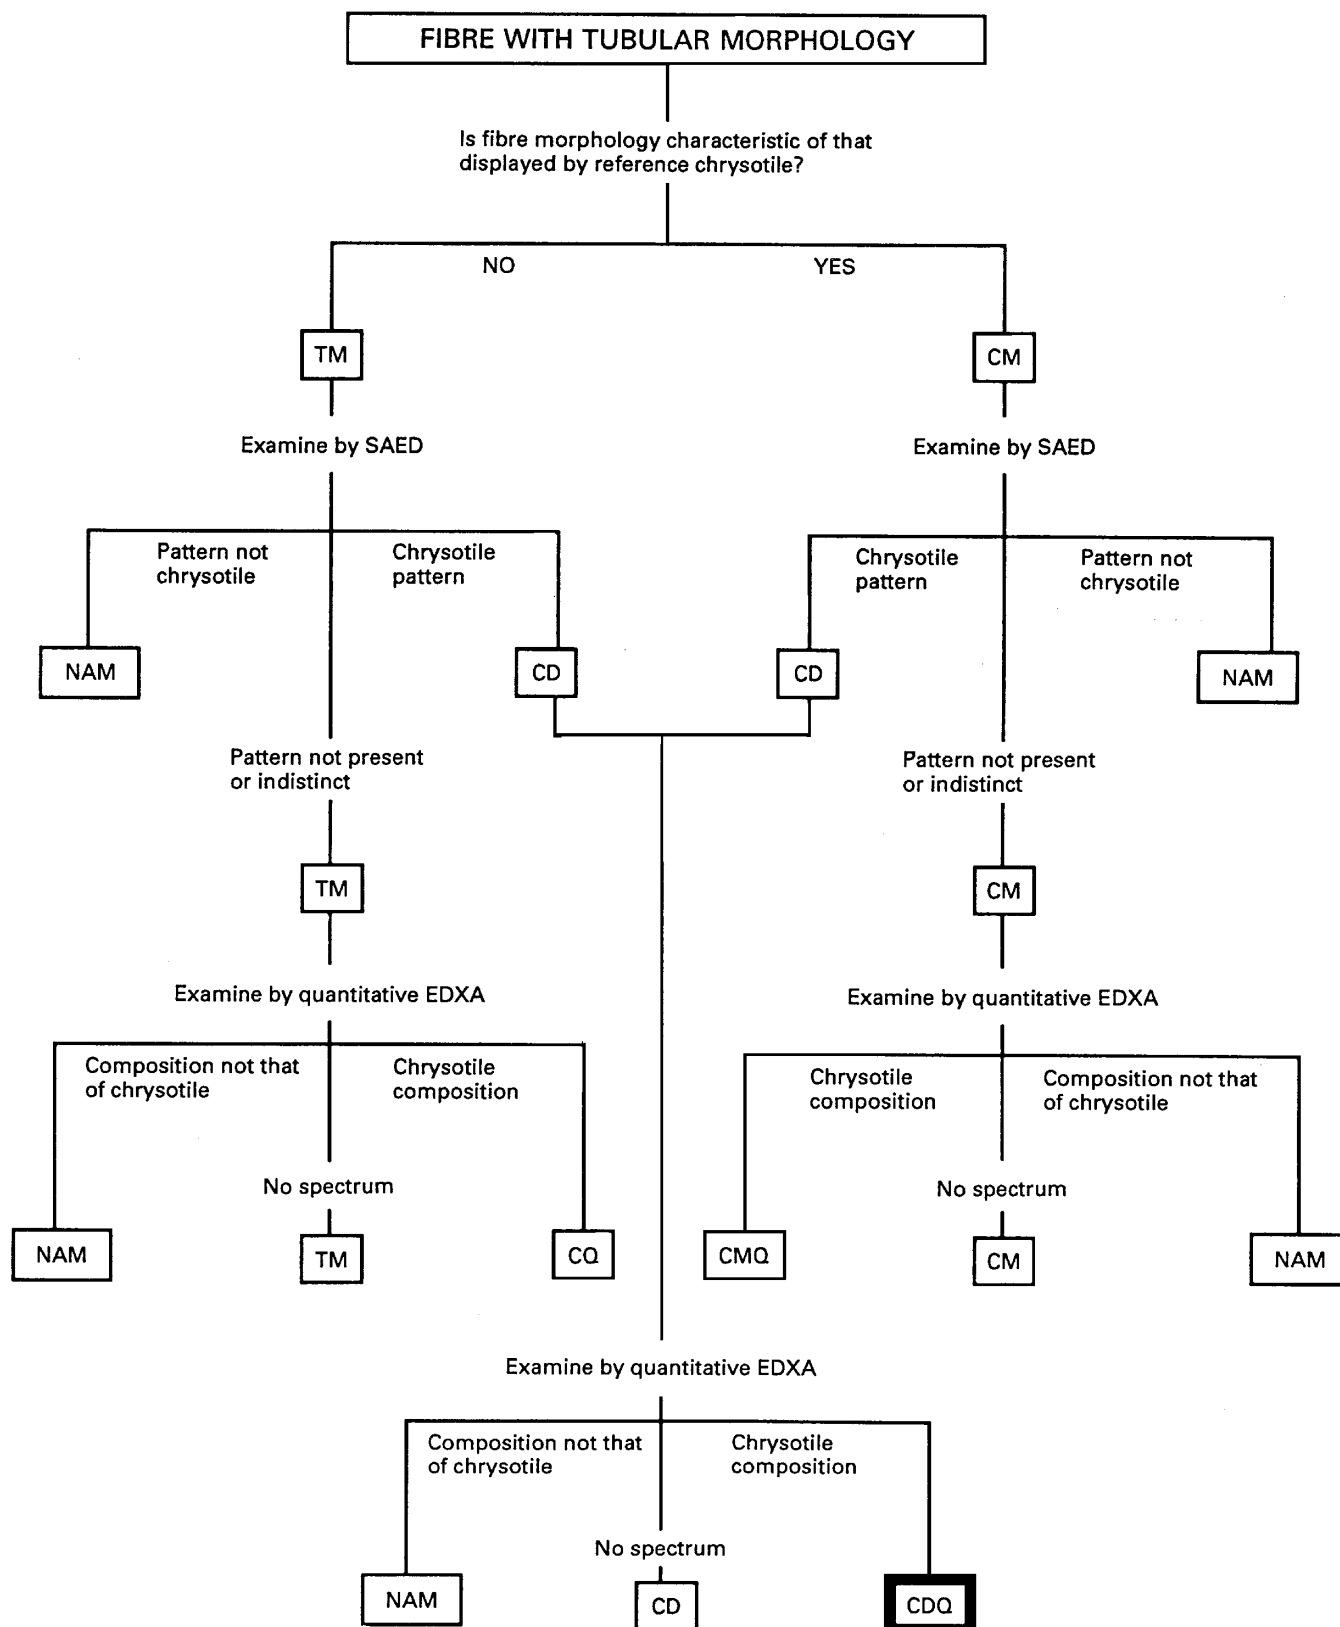 FIBRE WITH TUBULAR MORPHOLOGY
Is fibre morphology characteristic of that
displayed by reference chrysotile?
NO
YES
TM
CM
Examine by SAED
Examine by SAED
Pattern not
chrysotile
Chrysotile
pattern
Chrysotile
pattern
Pattern not
chrysotile
NAM
CD
CD
NAM
Pattern not present
or indistinct
Pattern not present
or indistinct
TM
CM
Examine by quantitative EDXA
Examine by quantitative EDXA
Composition not that
of chrysotile
Chrysotile
composition
Chrysotile
composition
Composition not that
of chrysotile
No spectrum
No spectrum
NAM
TM
CQ
CMQ
CM
NAM
Examine by quantitative EDXA
Composition not that
of chrysotile
Chrysotile
composition
No spectrum
NAM
CD
CDQ